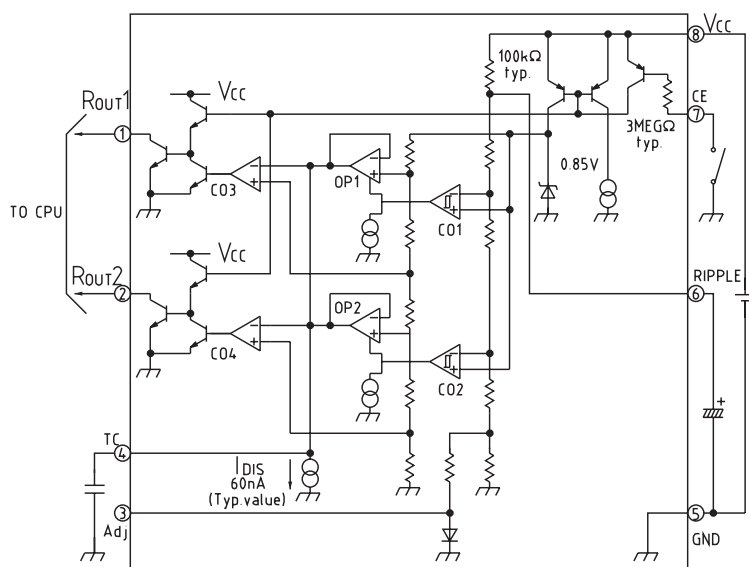 8
VCC
100kΩ
typ.
ROUT1
VCC
CE
7
3MEGΩ
typ.
1
0.85V
OP1
CO3
TO CPU
CO1
VCC
ROUT2
RIPPLE
2
6
OP2
CO4
CO2
+
TC
4
IDIS
60nA
(Typ.value)
3
Adj
5
GND